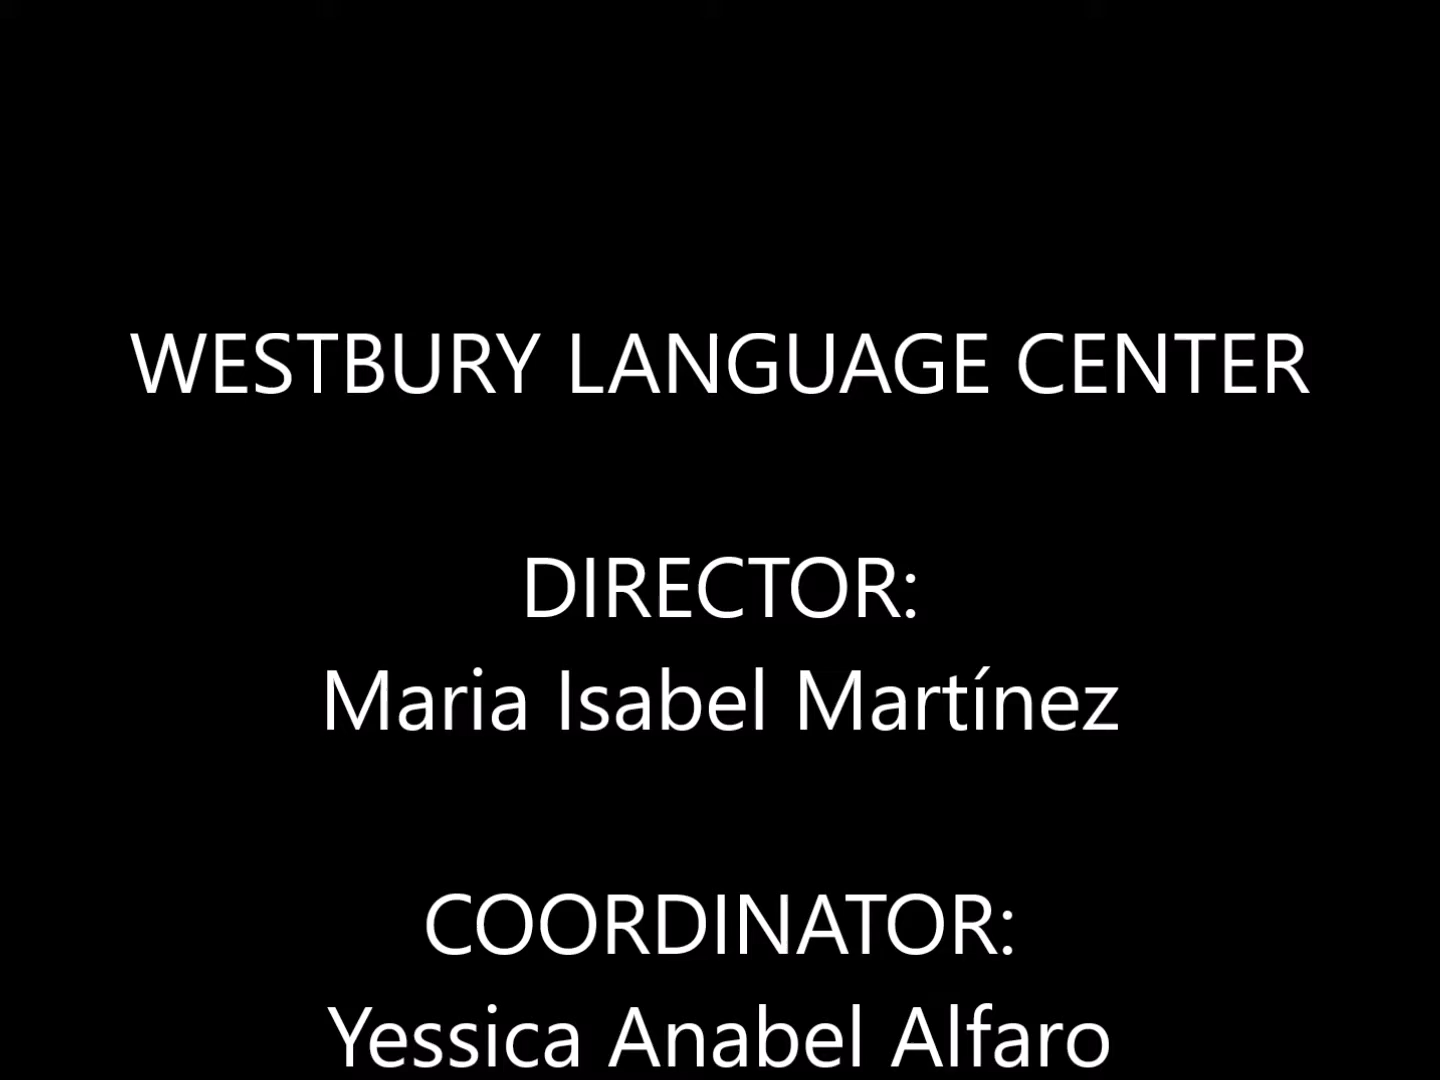 WESTBURY LANGUAGE CENTER
DIRECTOR:
Maria Isabel Martínez
COORDINATOR:
Yessica Anabel Alfaro